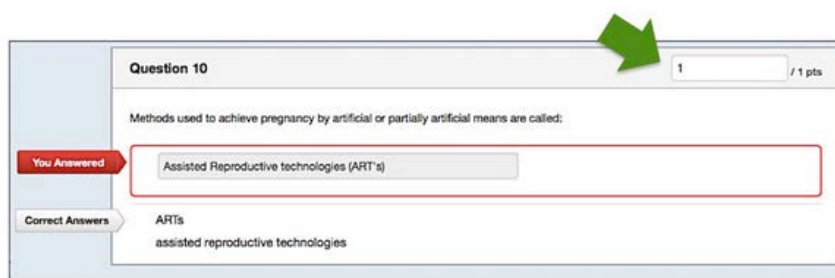 Question 10
1 / 1 pts
Methods used to achieve pregnancy by artificial or partially artificial means are called:
You Answered
Assisted Reproductive technologies (ART's)
Correct Answers
ARTs
assisted reproductive technologies